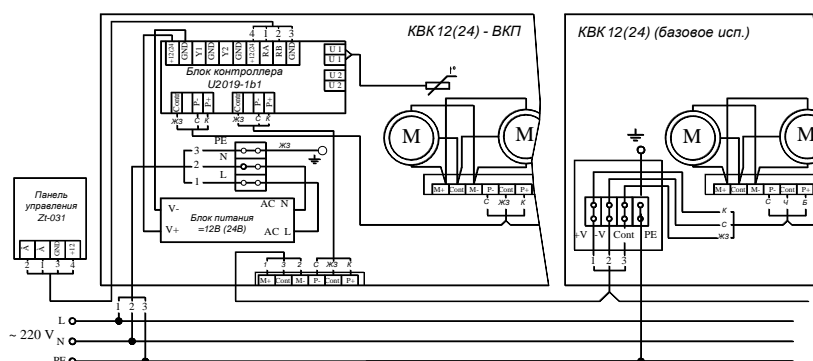 КВК 12(24) - ВКП
КВК 12(24) (базовое исп.)
4 1 2 3
+12(24) GND Y1 GND Y2 GND +12(24) RA RB GND
U 1
U 1
U 2
U 2
Блок контроллера
U2019-1b1
t°
Cont P- P+ Cont P- P+
ЖЗ С К ЖЗ С К
M M M M
PE
3 ЖЗ
N
2
L
1
M+ Cont M- P- Cont P+
С ЖЗ К
M+ Cont M- P- Cont P+
С Ч Б
Панель
управления
Zt-031
A Ā GND +12
2 1 3 4
V- AC N
Блок питания
=12В (24В)
V+ AC L
К
С
ЖЗ
+V -V Cont PE
1 2 3
1 3 2 С ЖЗ К
M+ Cont M- P- Cont P+
1 2 3
L
~ 220 V N
PE